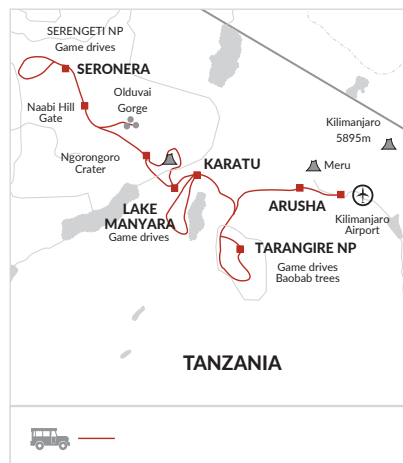 SERENGETI NP
Game drives
SERONERA
Olduvai
Gorge
Naabi Hill
Gate
Kilimanjaro
5895m
Ngorongoro
Crater
Meru
KARATU
LAKE
MANYARA
Game drives
ARUSHA
Kilimanjaro
Airport
TARANGIRE NP
Game drives
Baobab trees
TANZANIA